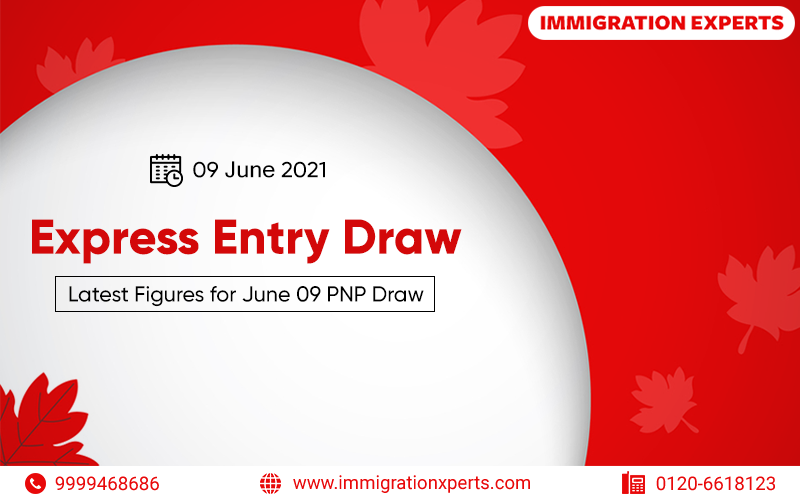 IMMIGRATION EXPERTS
09 June 2021
Express Entry Draw
Latest Figures for June 09 PNP Draw
9999468686
www.immigrationxperts.com
0120-6618123